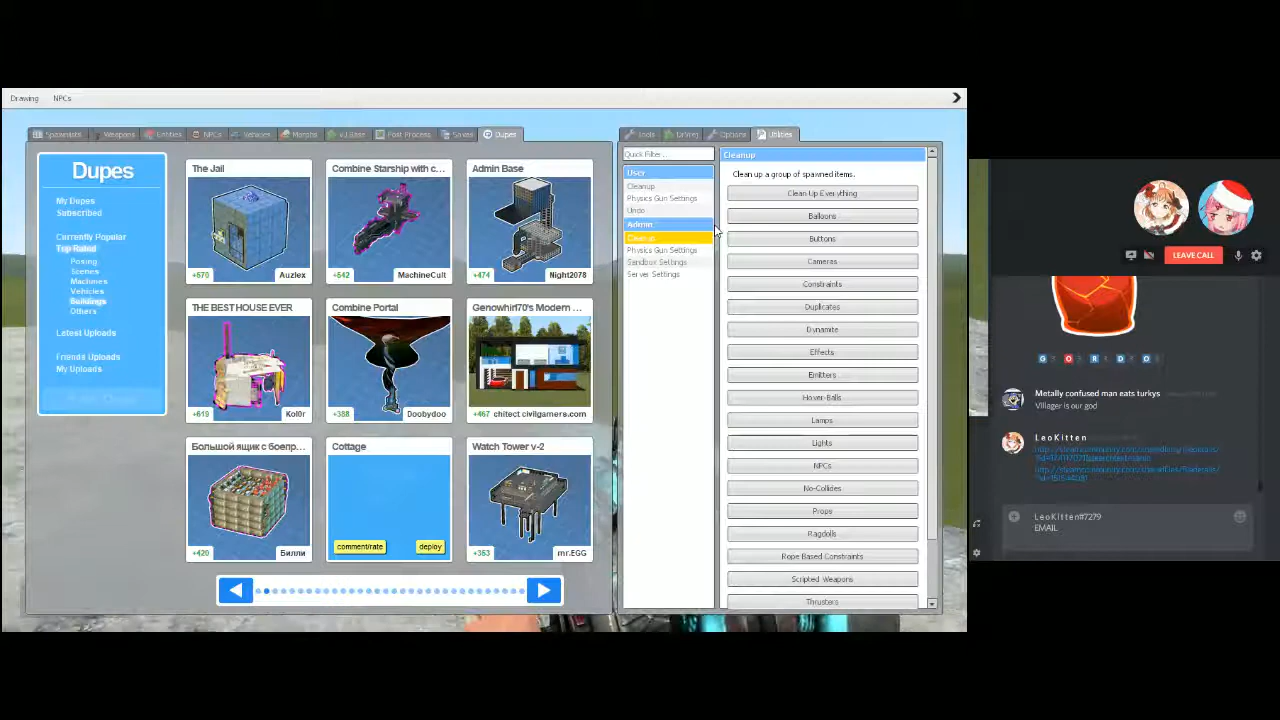 Drawing NPCs
Spawnlists Weapons Entities NPCs Vehicles Morphs VJ Base Post Process Saves Dupes
Tools Driving Options Utilities
Dupes
My Dupes
Subscribed
Currently Popular
Top Rated
Posing
Scenes
Machines
Vehicles
Buildings
Others
Latest Uploads
Friends Uploads
My Uploads
The Jail
+570 Auzlex
Combine Starship with c...
+542 MachineCult
Admin Base
+474 Night2078
THE BEST HOUSE EVER
+619 Kol0r
Combine Portal
+388 Doobydoo
Genowhirl70's Modern ...
+467 chitect civilgamers.com
Большой ящик с боепр...
+420 Билли
Cottage
comment/rate deploy
Watch Tower v-2
+353 mr.EGG
Quick Filter...
User
Cleanup
Physics Gun Settings
Undo
Admin
Cleanup
Physics Gun Settings
Sandbox Settings
Server Settings
Cleanup
Clean up a group of spawned items.
Clean Up Everything
Balloons
Buttons
Cameras
Constraints
Duplicates
Dynamite
Effects
Emitters
Hover-Balls
Lamps
Lights
NPCs
No-Collides
Props
Ragdolls
Rope Based Constraints
Scripted Weapons
Thrusters
LEAVE CALL
G O R D O
Metally confused man eats turkys
Villager is our god
LeoKitten
LeoKitten#7279
EMAIL